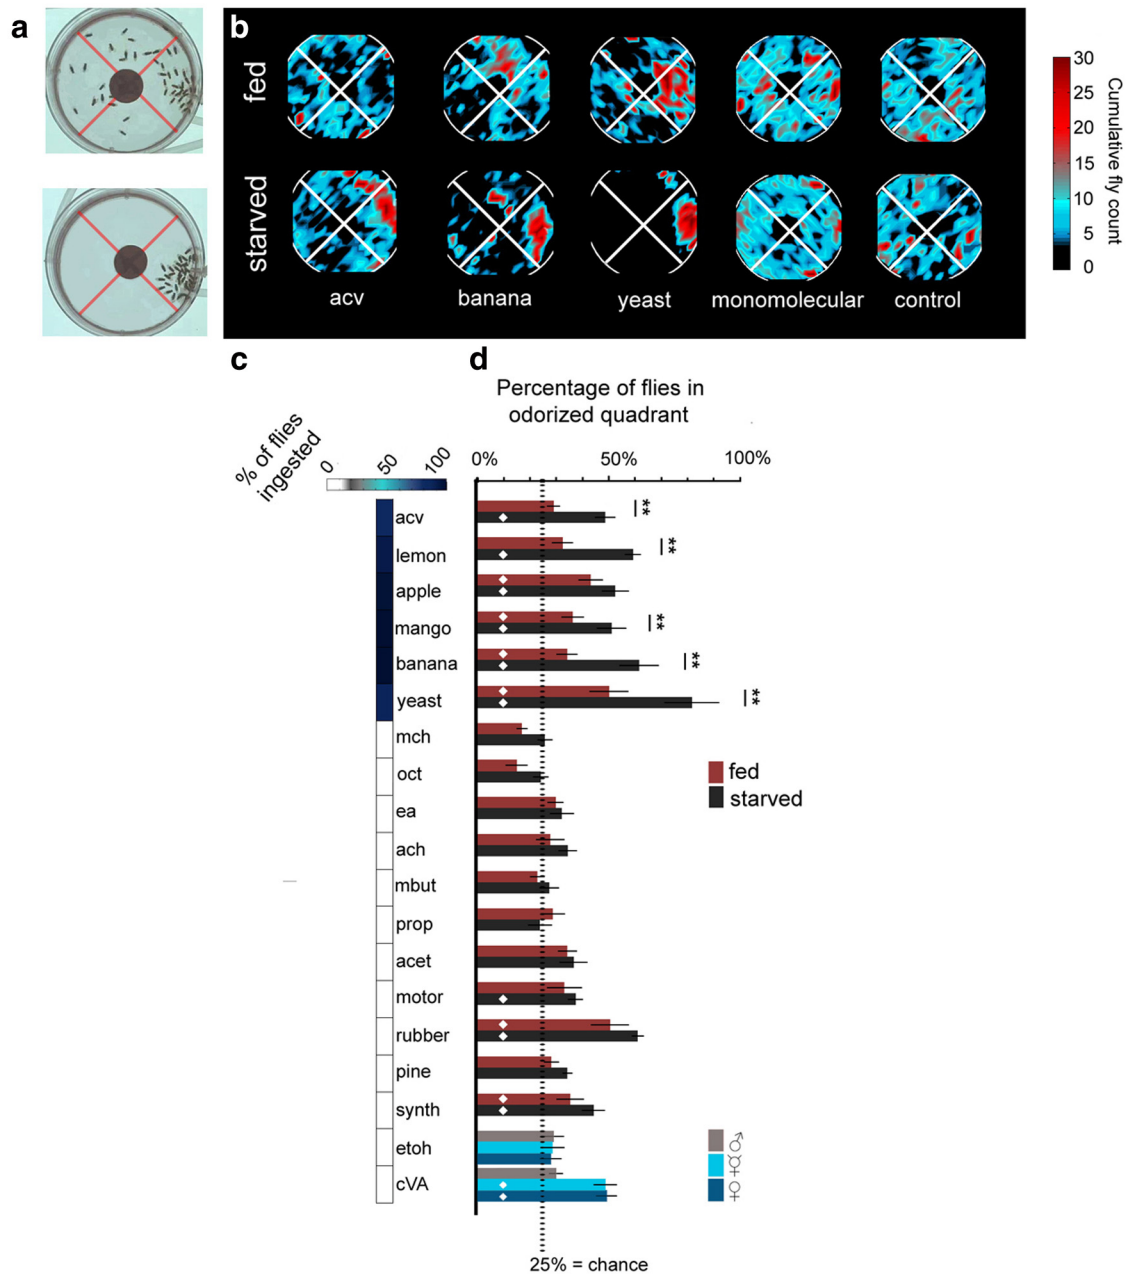 a
b
fed
starved
acv banana yeast monomolecular control
30
25
20
15
10
5
0
Cumulative fly count
c
d
% of flies
ingested
0 50 100
Percentage of flies in
odorized quadrant
0% 50% 100%
acv **
lemon **
apple
mango **
banana **
yeast **
mch
oct
ea
ach
mbut
prop
acet
motor
rubber
pine
synth
etoh
cVA
fed
starved
♂
⚥
♀
25% = chance